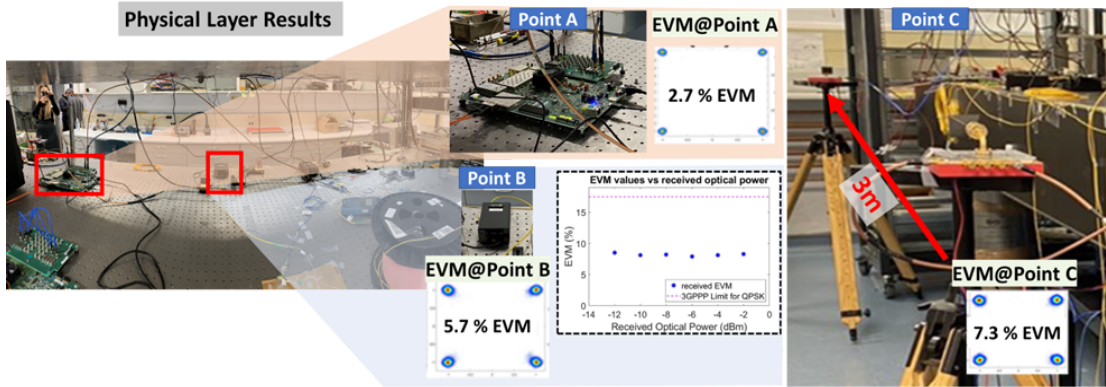 Physical Layer Results
Point A
EVM@Point A
2.7 % EVM
Point B
EVM@Point B
5.7 % EVM
EVM values vs received optical power
EVM (%)
15
10
5
0
received EVM
3GPPP Limit for QPSK
-14 -12 -10 -8 -6 -4 -2 0
Received Optical Power (dBm)
Point C
3m
EVM@Point C
7.3 % EVM